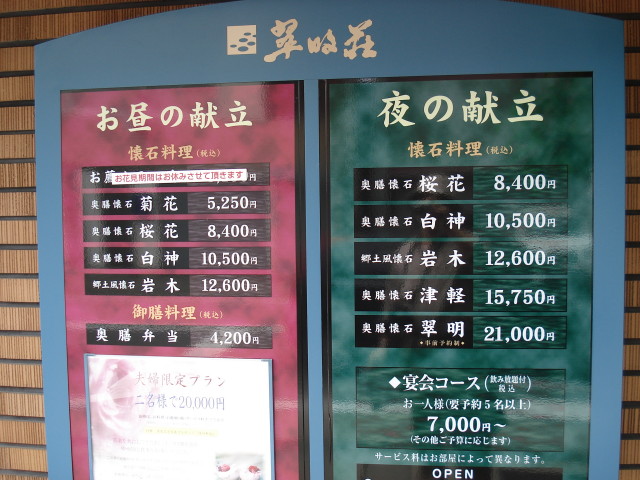 翠明荘
お昼の献立
懐石料理(税込)
お花見期間はお休みさせて頂きます
奥膳懐石 菊花 5,250円
奥膳懐石 桜花 8,400円
奥膳懐石 白神 10,500円
郷土風懐石 岩木 12,600円
御膳料理(税込)
奥膳弁当 4,200円
夫婦限定プラン
二名様で20,000円
夜の献立
懐石料理(税込)
奥膳懐石 桜花 8,400円
奥膳懐石 白神 10,500円
郷土風懐石 岩木 12,600円
奥膳懐石 津軽 15,750円
奥膳懐石 翠明 21,000円
●事前予約制●
◆宴会コース(飲み放題付 税込)
お一人様(要予約5名以上)
7,000円～
(その他ご予算に応じます)
サービス料はお部屋によって異なります。
OPEN